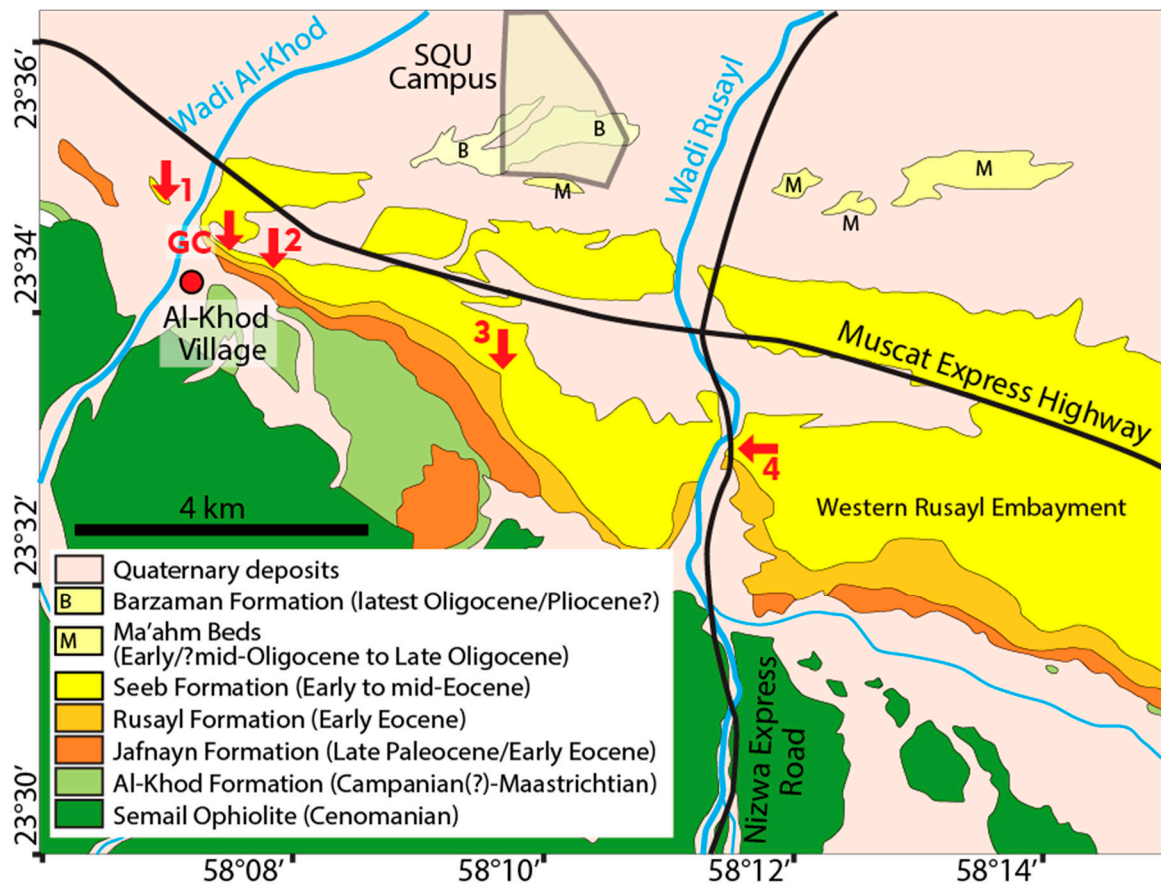 SQU
Campus
Wadi Al-Khod
Wadi Rusayl
B
B
M
M
M
M
1
GC
2
3
4
Al-Khod
Village
Muscat Express Highway
Western Rusayl Embayment
Nizwa Express
Road
4 km
Quaternary deposits
B Barzaman Formation (latest Oligocene/Pliocene?)
M Ma'ahm Beds
(Early/?mid-Oligocene to Late Oligocene)
Seeb Formation (Early to mid-Eocene)
Rusayl Formation (Early Eocene)
Jafnayn Formation (Late Paleocene/Early Eocene)
Al-Khod Formation (Campanian(?)-Maastrichtian)
Semail Ophiolite (Cenomanian)
23°36'
23°34'
23°32'
23°30'
58°08'
58°10'
58°12'
58°14'